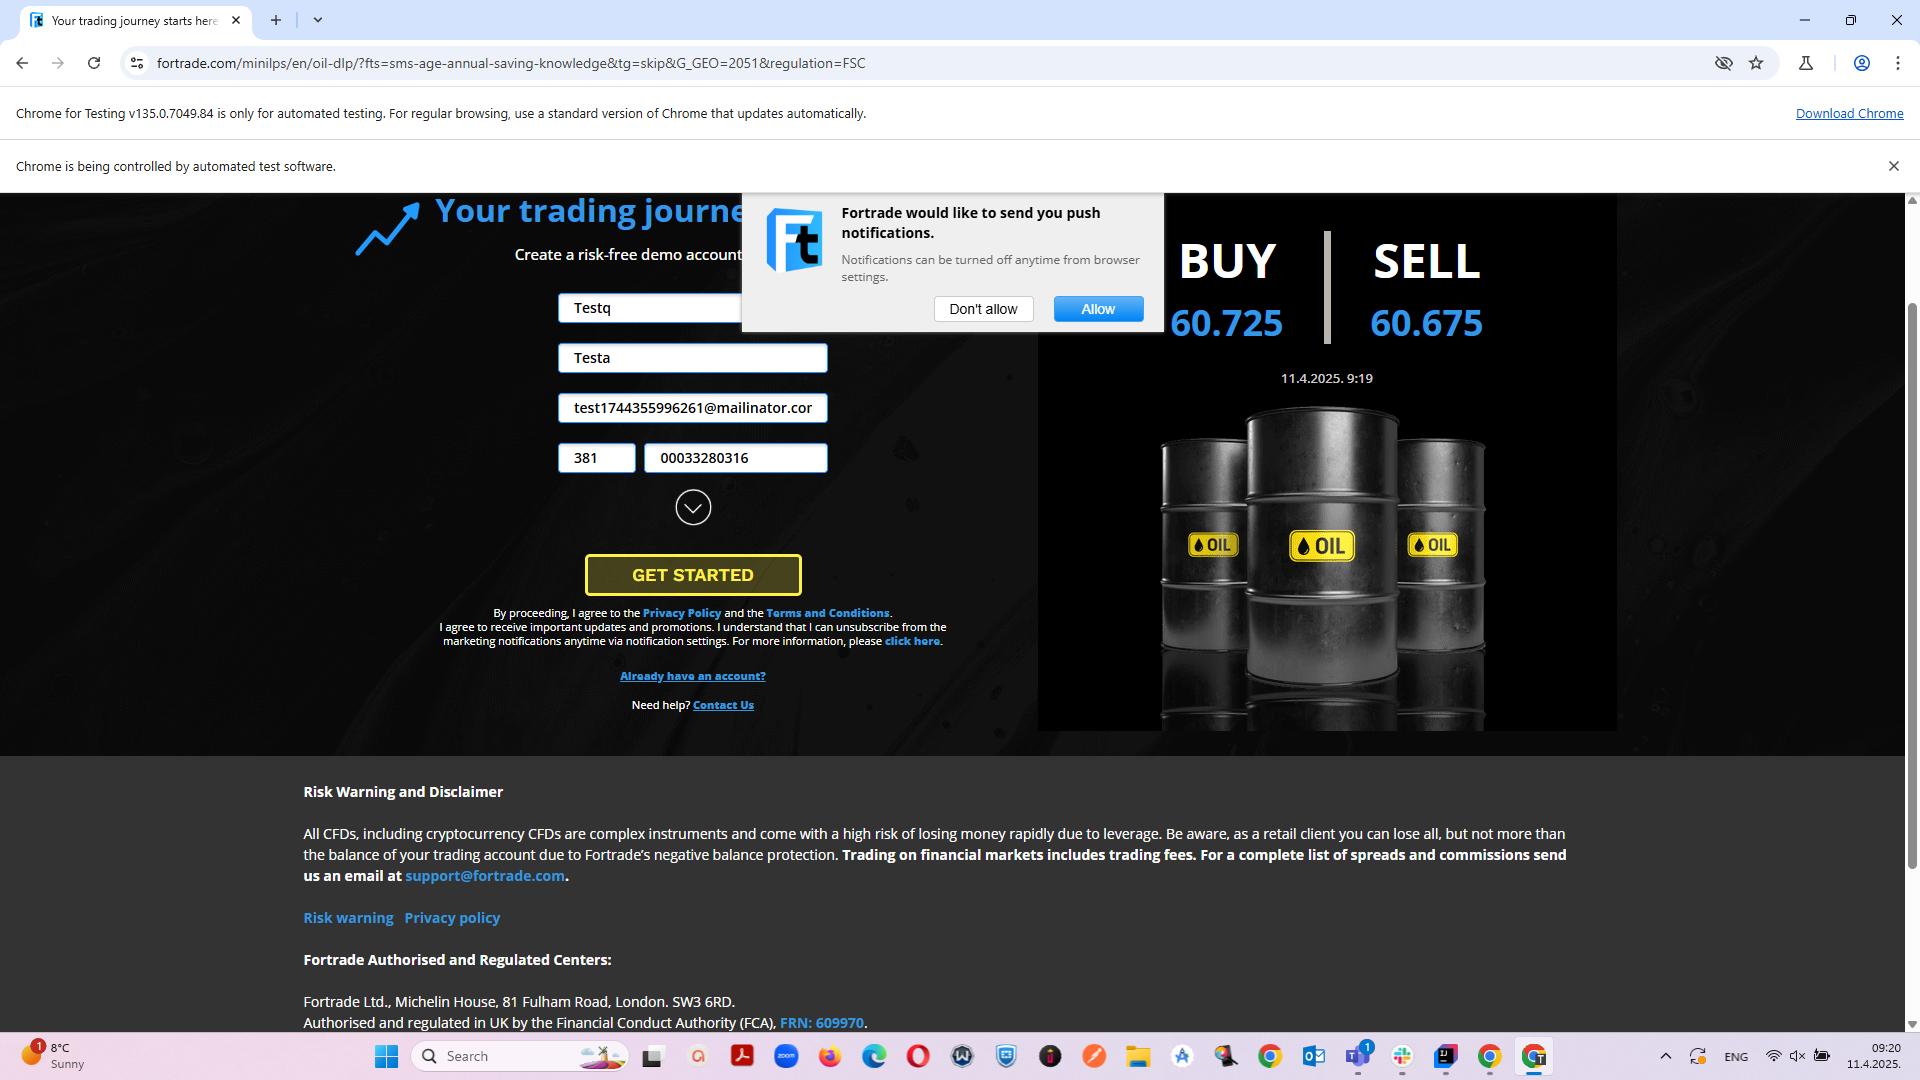 Your trading journey starts here
fortrade.com/minilps/en/oil-dlp/?fts=sms-age-annual-saving-knowledge&tg=skip&G_GEO=2051&regulation=FSC
Chrome for Testing v135.0.7049.84 is only for automated testing. For regular browsing, use a standard version of Chrome that updates automatically.
Download Chrome
Chrome is being controlled by automated test software.
Your trading journe
Create a risk-free demo account
Ft
Fortrade would like to send you push
notifications.
Notifications can be turned off anytime from browser
settings.
Don't allow
Allow
Testq
Testa
test1744355996261@mailinator.cor
381
00033280316
GET STARTED
By proceeding, I agree to the Privacy Policy and the Terms and Conditions.
I agree to receive important updates and promotions. I understand that I can unsubscribe from the
marketing notifications anytime via notification settings. For more information, please click here.
Already have an account?
Need help? Contact Us
BUY
SELL
60.725
60.675
11.4.2025. 9:19
OIL
OIL
OIL
Risk Warning and Disclaimer
All CFDs, including cryptocurrency CFDs are complex instruments and come with a high risk of losing money rapidly due to leverage. Be aware, as a retail client you can lose all, but not more than
the balance of your trading account due to Fortrade's negative balance protection. Trading on financial markets includes trading fees. For a complete list of spreads and commissions send
us an email at support@fortrade.com.
Risk warning Privacy policy
Fortrade Authorised and Regulated Centers:
Fortrade Ltd., Michelin House, 81 Fulham Road, London. SW3 6RD.
Authorised and regulated in UK by the Financial Conduct Authority (FCA), FRN: 609970.
1
8°C
Sunny
Search
zoom
1
ENG
09:20
11.4.2025.